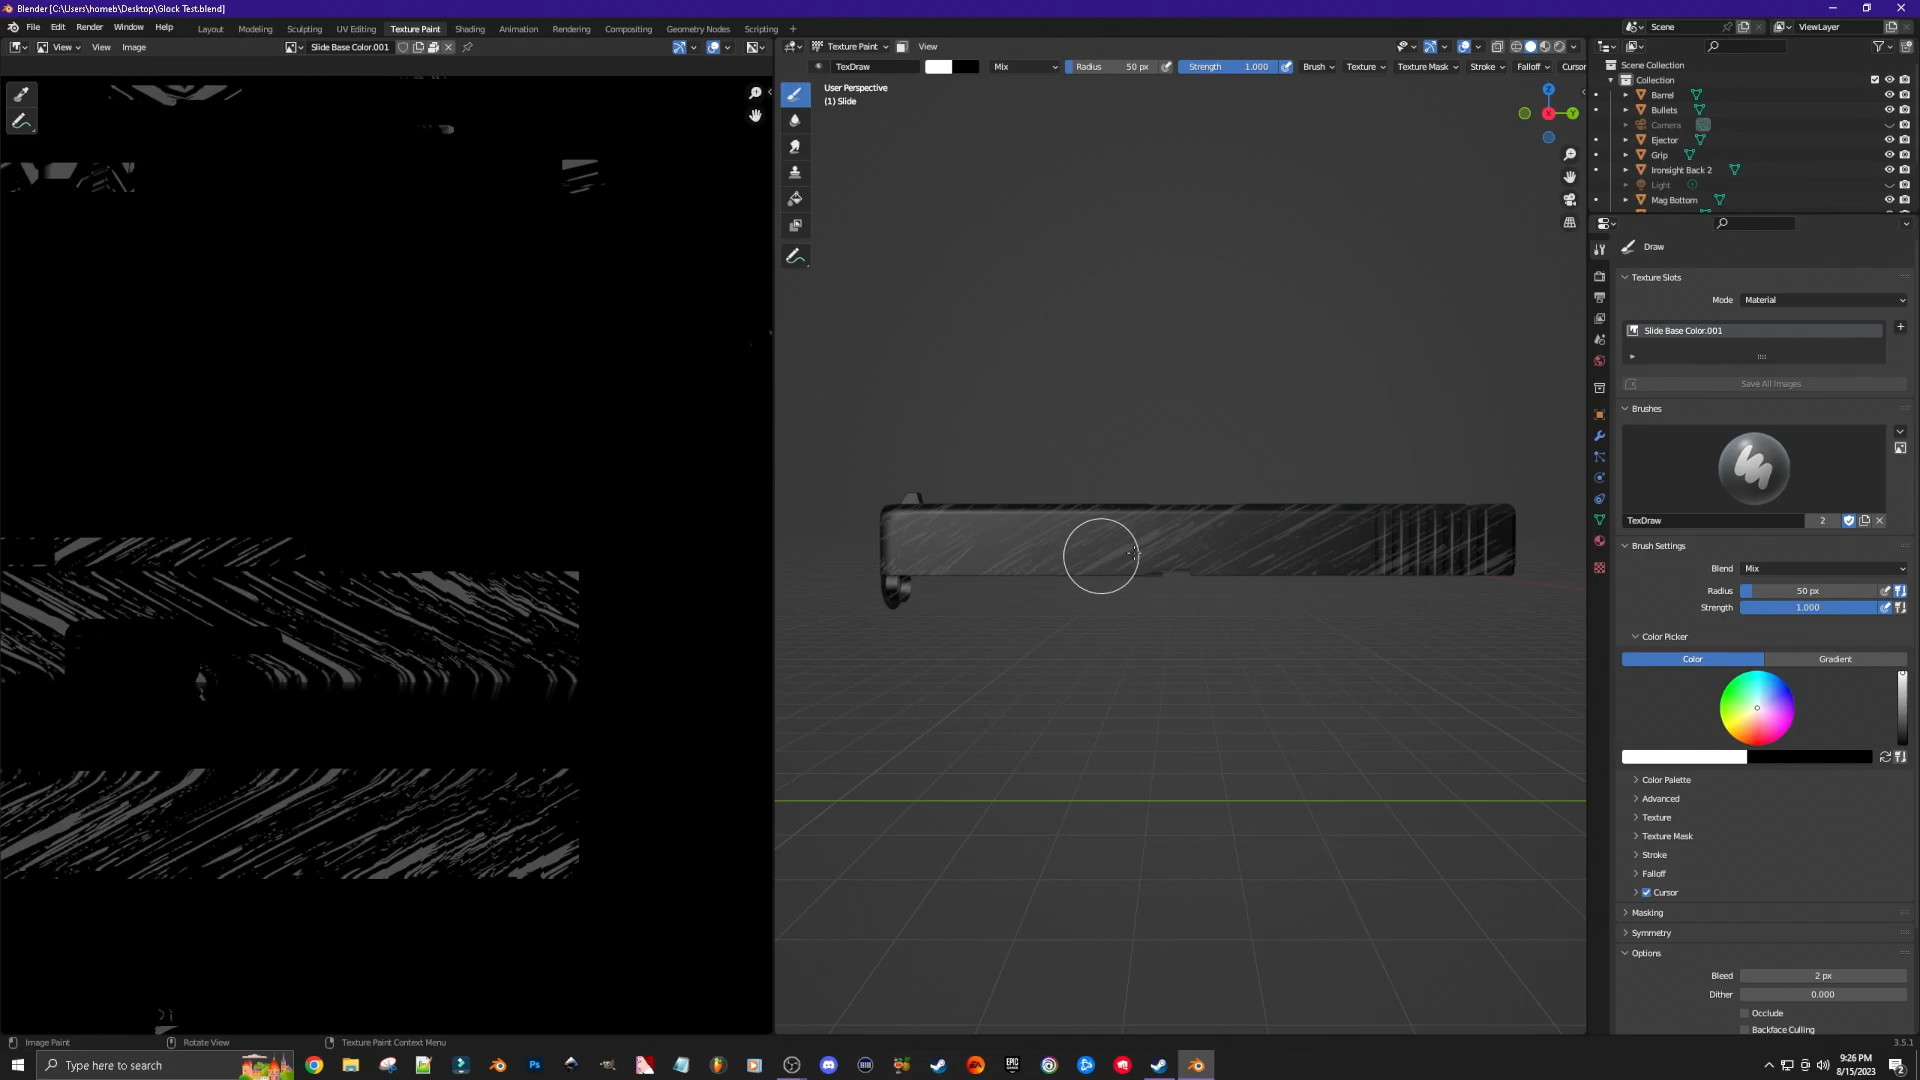 Blender [C:\Users\homeb\Desktop\Glock Test.blend]
File Edit Render Window Help Layout Modeling Sculpting UV Editing Texture Paint Shading Animation Rendering Compositing Geometry Nodes Scripting + Scene ViewLayer
View View Image Slide Base Color.001 Texture Paint View
TexDraw Mix Radius 50 px Strength 1.000 Brush Texture Texture Mask Stroke Falloff Cursor
User Perspective
(1) Slide
Z
X
Y
Scene Collection
Collection
Barrel
Bullets
Camera
Ejector
Grip
Ironsight Back 2
Light
Mag Bottom
Draw
Texture Slots
Mode Material
Slide Base Color.001
Save All Images
Brushes
TexDraw 2
Brush Settings
Blend Mix
Radius 50 px
Strength 1.000
Color Picker
Color Gradient
Color Palette
Advanced
Texture
Texture Mask
Stroke
Falloff
Cursor
Masking
Symmetry
Options
Bleed 2 px
Dither 0.000
Occlude
Backface Culling
Image Paint Rotate View Texture Paint Context Menu 3.5.1
Type here to search Ps EPIC EA
9:26 PM
8/15/2023
2